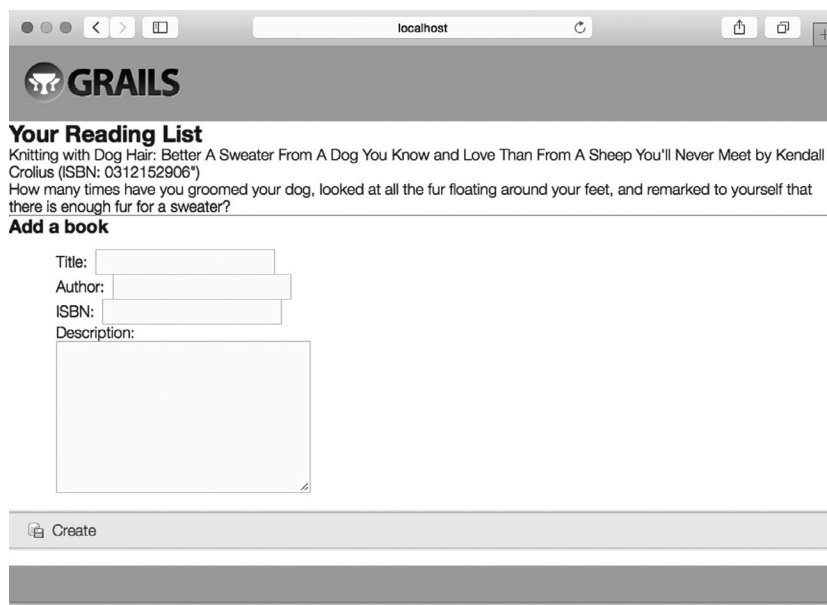 localhost
GRAILS
Your Reading List
Knitting with Dog Hair: Better A Sweater From A Dog You Know and Love Than From A Sheep You'll Never Meet by Kendall
Crolius (ISBN: 0312152906")
How many times have you groomed your dog, looked at all the fur floating around your feet, and remarked to yourself that
there is enough fur for a sweater?
Add a book
Title:
Author:
ISBN:
Description:
Create